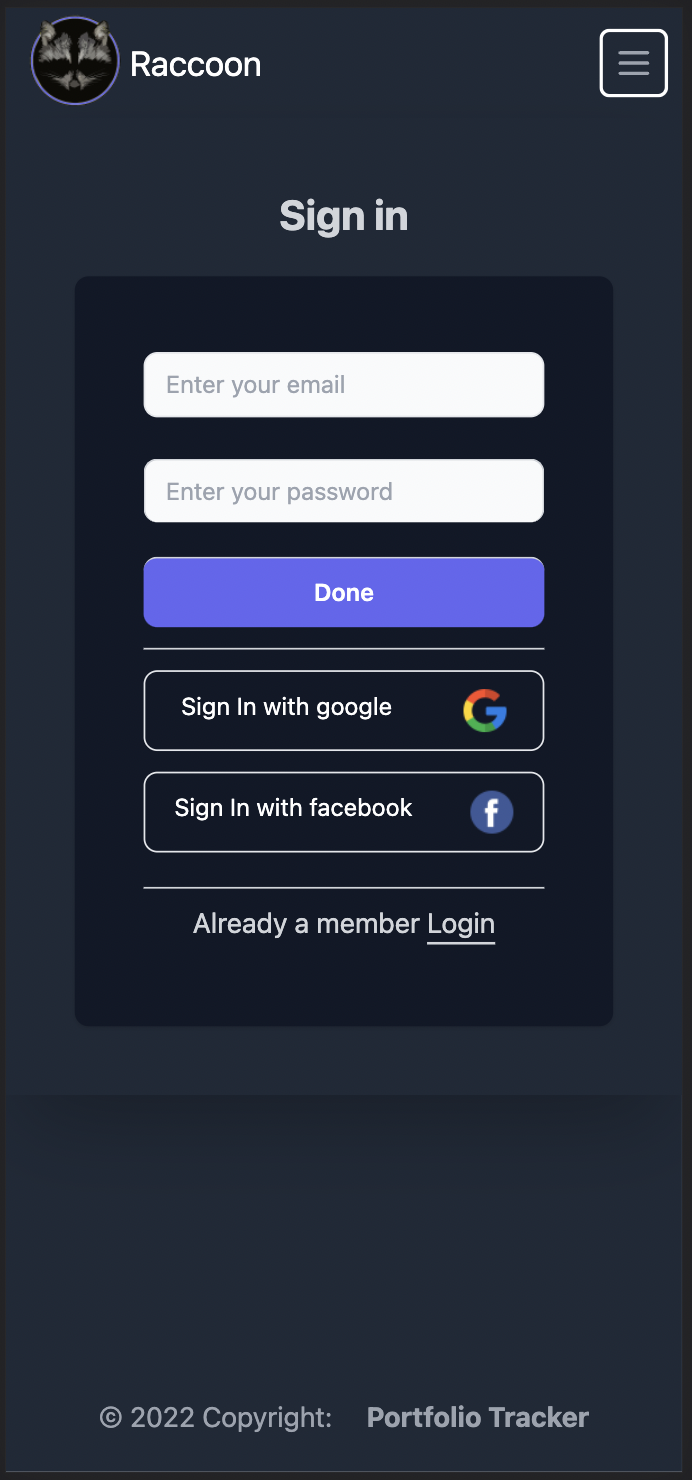 Raccoon
Sign in
Enter your email
Enter your password
Done
Sign In with google
Sign In with facebook
Already a member Login
© 2022 Copyright: Portfolio Tracker